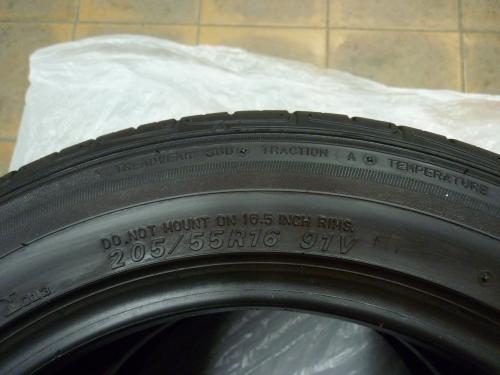 TREADWEAR 300 TRACTION A TEMPERATURE
DO NOT MOUNT ON 16.5 INCH RIMS.
205/55R16 91V